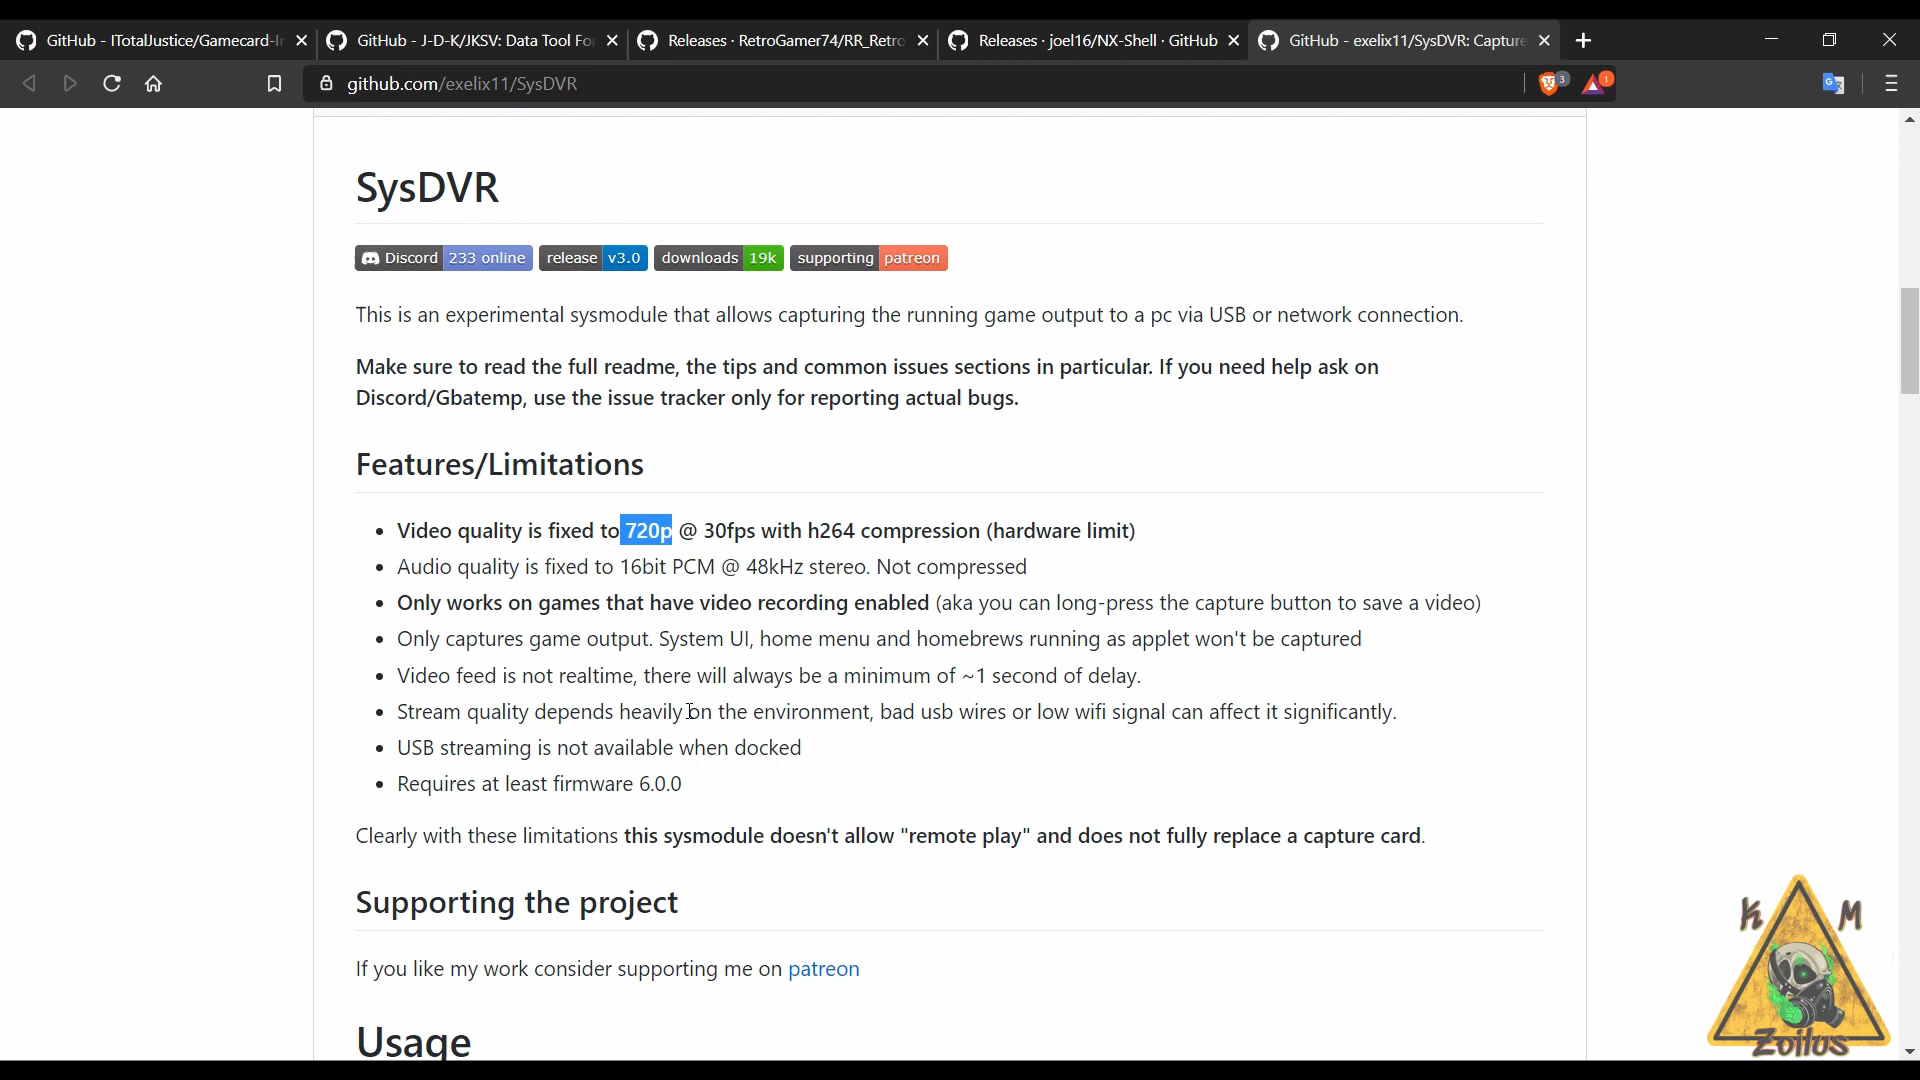 GitHub - ITotalJustice/Gamecard-I
GitHub - J-D-K/JKSV: Data Tool Fo
Releases · RetroGamer74/RR_Retro
Releases · joel16/NX-Shell · GitHub
GitHub - exelix11/SysDVR: Capture
github.com/exelix11/SysDVR
3
1
SysDVR
Discord 233 online
release v3.0
downloads 19k
supporting patreon
This is an experimental sysmodule that allows capturing the running game output to a pc via USB or network connection.
Make sure to read the full readme, the tips and common issues sections in particular. If you need help ask on
Discord/Gbatemp, use the issue tracker only for reporting actual bugs.
Features/Limitations
• Video quality is fixed to 720p @ 30fps with h264 compression (hardware limit)
• Audio quality is fixed to 16bit PCM @ 48kHz stereo. Not compressed
• Only works on games that have video recording enabled (aka you can long-press the capture button to save a video)
• Only captures game output. System UI, home menu and homebrews running as applet won't be captured
• Video feed is not realtime, there will always be a minimum of ~1 second of delay.
• Stream quality depends heavily on the environment, bad usb wires or low wifi signal can affect it significantly.
• USB streaming is not available when docked
• Requires at least firmware 6.0.0
Clearly with these limitations this sysmodule doesn't allow "remote play" and does not fully replace a capture card.
Supporting the project
If you like my work consider supporting me on patreon
Usage
K M
Zoilus